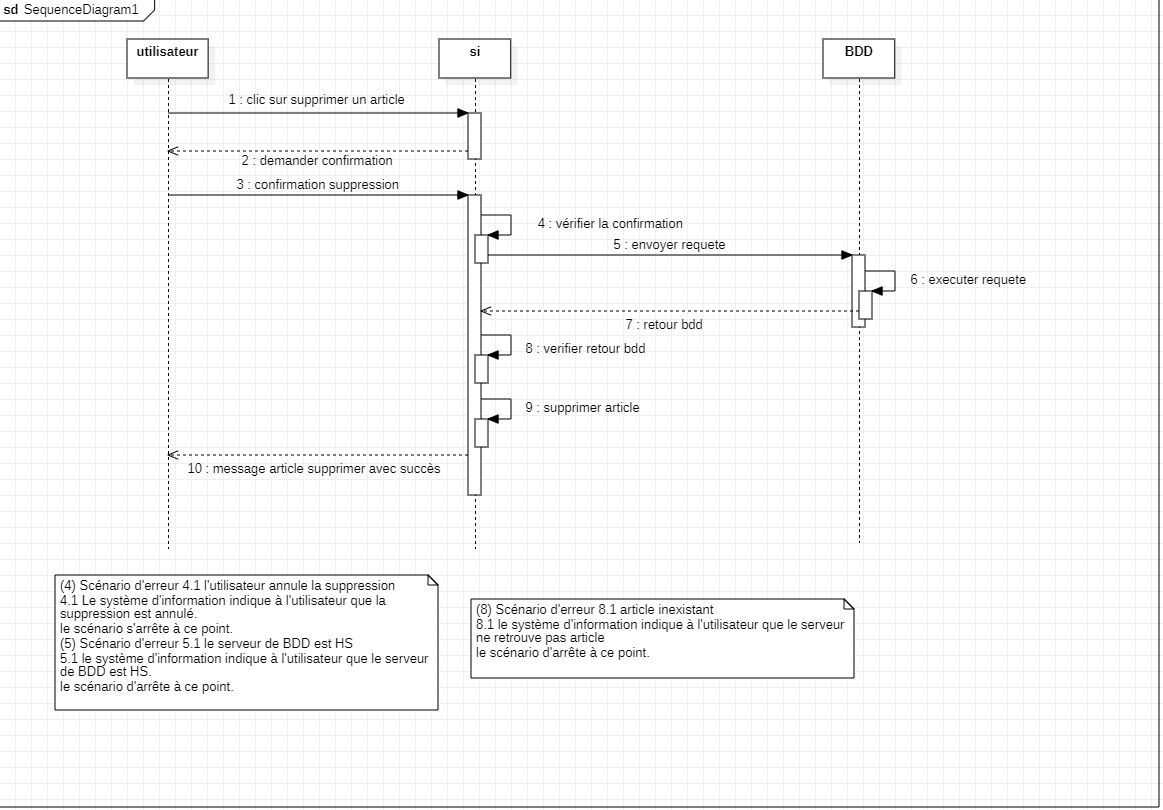 sd SequenceDiagram1
utilisateur
si
BDD
1 : clic sur supprimer un article
2 : demander confirmation
3 : confirmation suppression
4 : vérifier la confirmation
5 : envoyer requete
6 : executer requete
7 : retour bdd
8 : verifier retour bdd
9 : supprimer article
10 : message article supprimer avec succès
(4) Scénario d'erreur 4.1 l'utilisateur annule la suppression
4.1 Le système d'information indique à l'utilisateur que la
suppression est annulé.
le scénario s'arrête à ce point.
(5) Scénario d'erreur 5.1 le serveur de BDD est HS
5.1 le système d'information indique à l'utilisateur que le serveur
de BDD est HS.
le scénario d'arrête à ce point.
(8) Scénario d'erreur 8.1 article inexistant
8.1 le système d'information indique à l'utilisateur que le serveur
ne retrouve pas article
le scénario d'arrête à ce point.